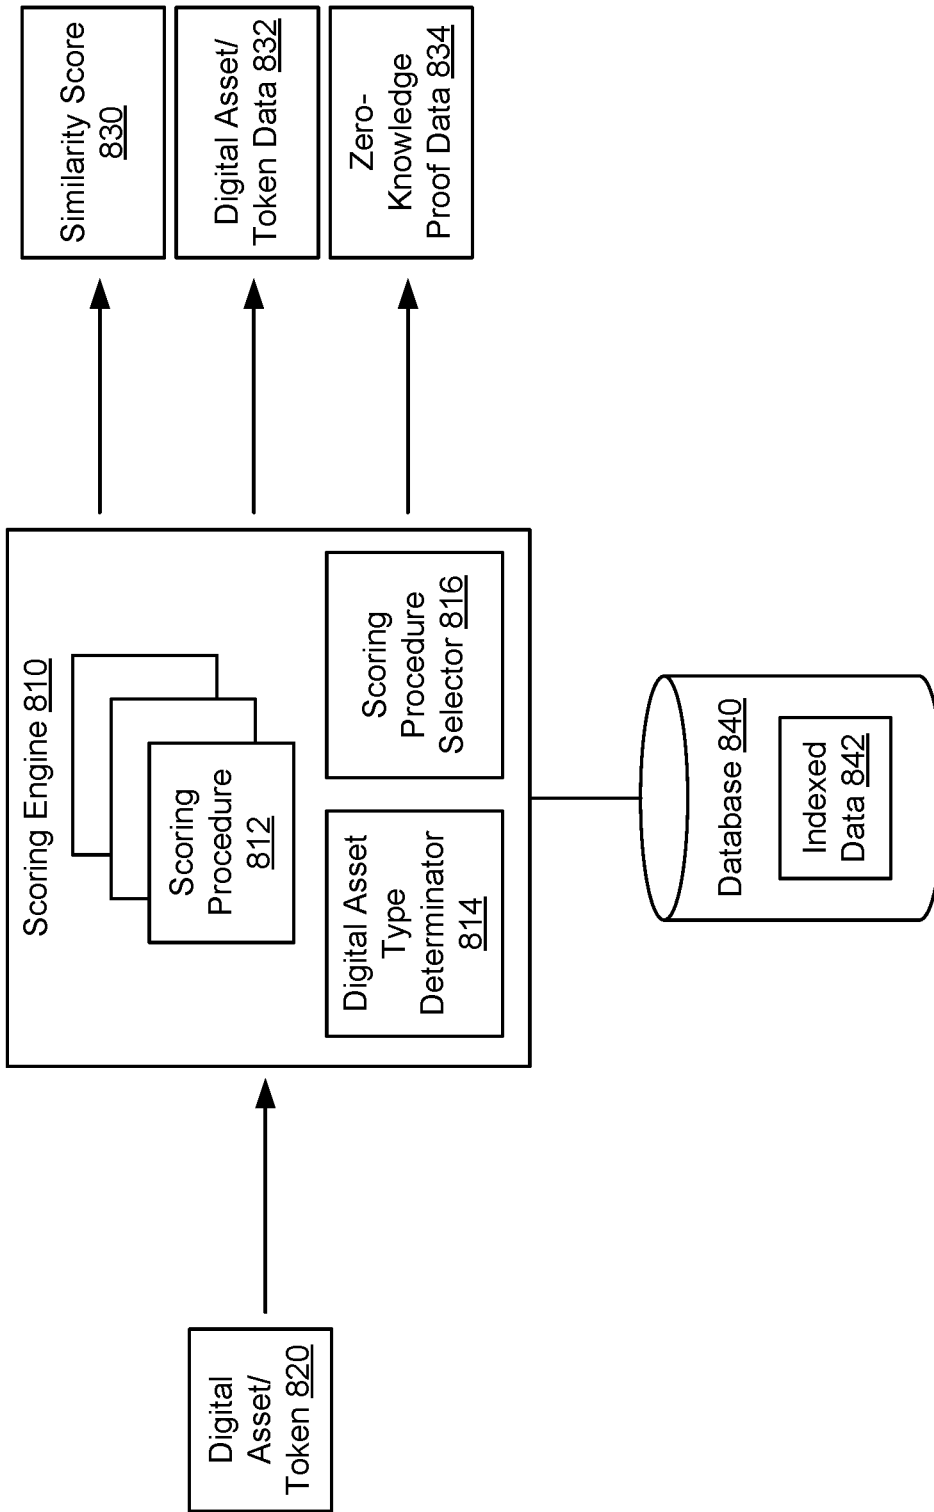 Digital
Asset/
Token 820
Scoring Engine 810
Scoring
Procedure
812
Digital Asset
Type
Determinator
814
Scoring
Procedure
Selector 816
Similarity Score
830
Digital Asset/
Token Data 832
Zero-
Knowledge
Proof Data 834
Database 840
Indexed
Data 842